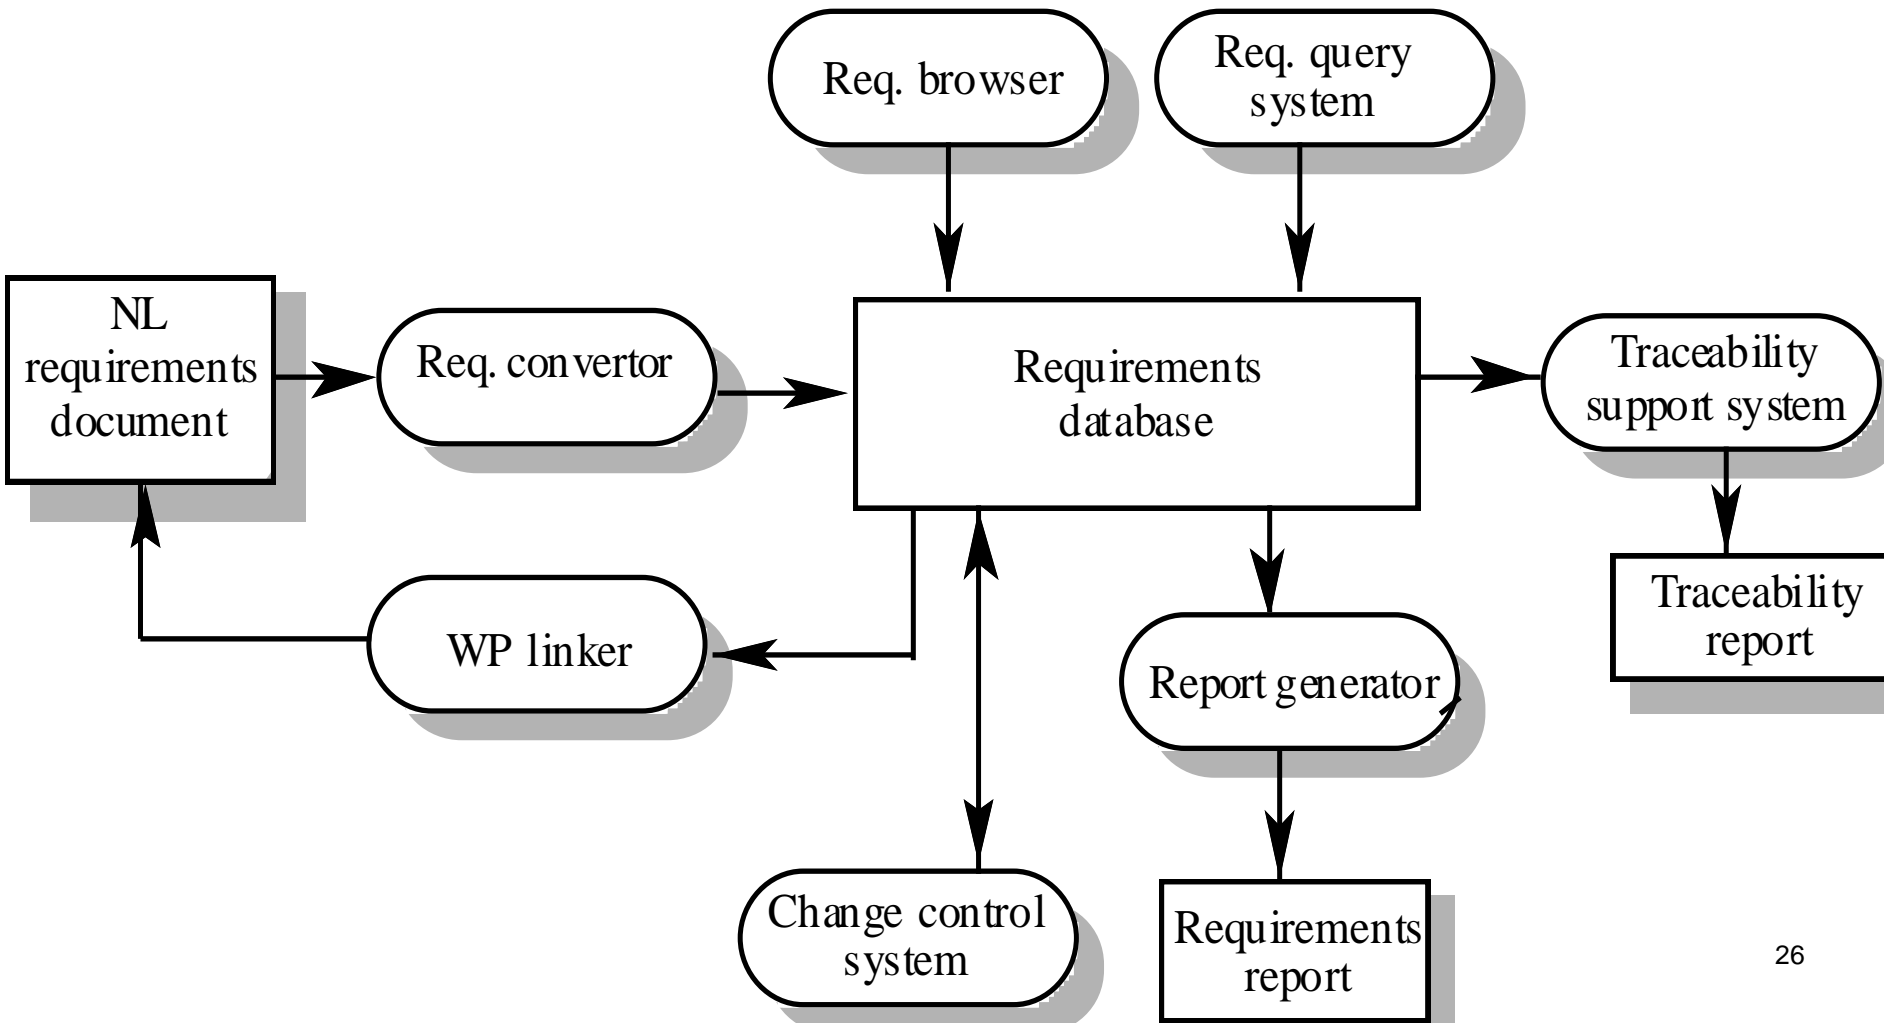 Req. browser
Req. query
system
NL
requirements
document
Req. convertor
Requirements
database
Traceability
support system
WP linker
Report generator
Traceability
report
Change control
system
Requirements
report
26